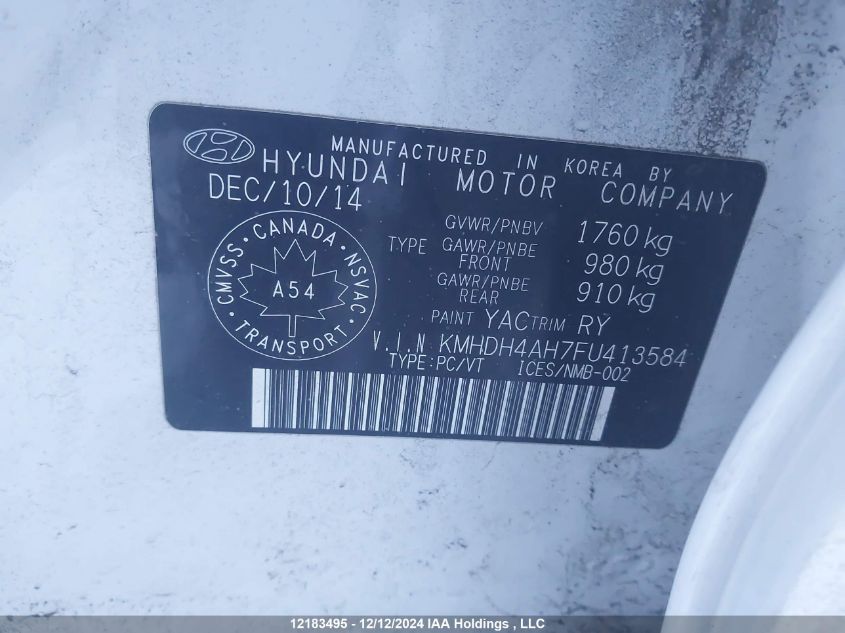 MANUFACTURED IN KOREA BY
HYUNDAI MOTOR COMPANY
DEC/10/14
CMVSS · CANADA · NSVAC · TRANSPORT ·
A54
TYPE
GVWR/PNBV 1760 kg
GAWR/PNBE FRONT 980 kg
GAWR/PNBE REAR 910 kg
PAINT YAC TRIM RY
V.I.N KMHDH4AH7FU413584
TYPE:PC/VT ICES/NMB-002
12183495 - 12/12/2024 IAA Holdings , LLC